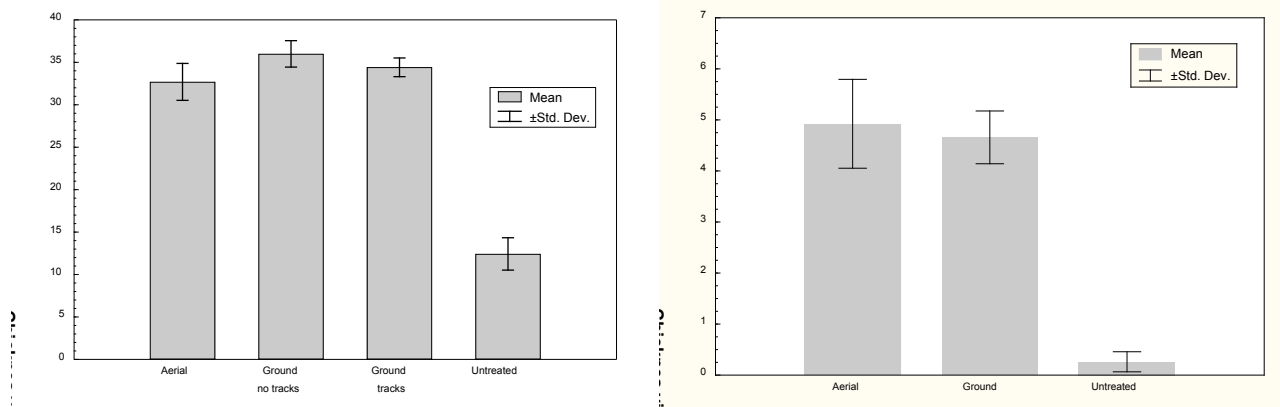 40
35
30
25
20
15
10
5
0
Mean
±Std. Dev.
Aerial
Ground
no tracks
Ground
tracks
Untreated
7
6
5
4
3
2
1
0
Mean
±Std. Dev.
Aerial
Ground
Untreated